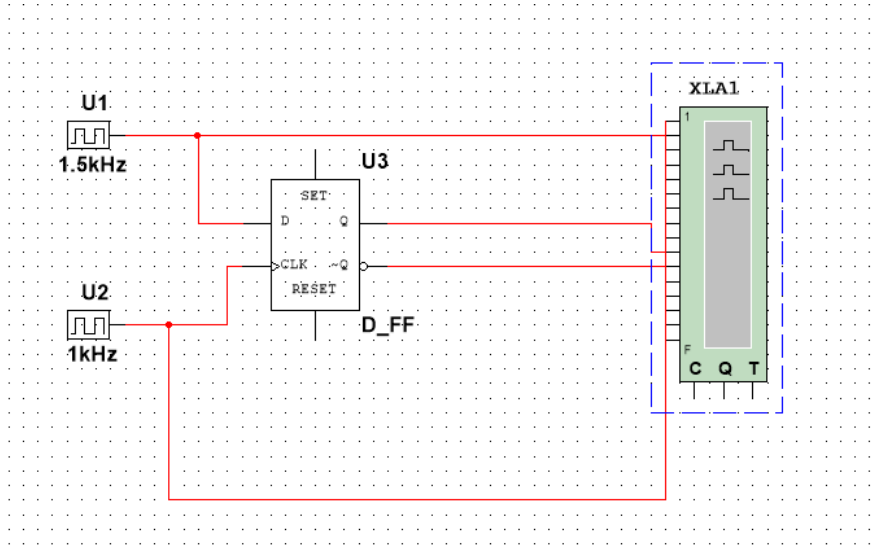 U1
1.5kHz
U2
1kHz
U3
SET
D Q
CLK ~Q
RESET
D_FF
XLA1
1
F
C Q T